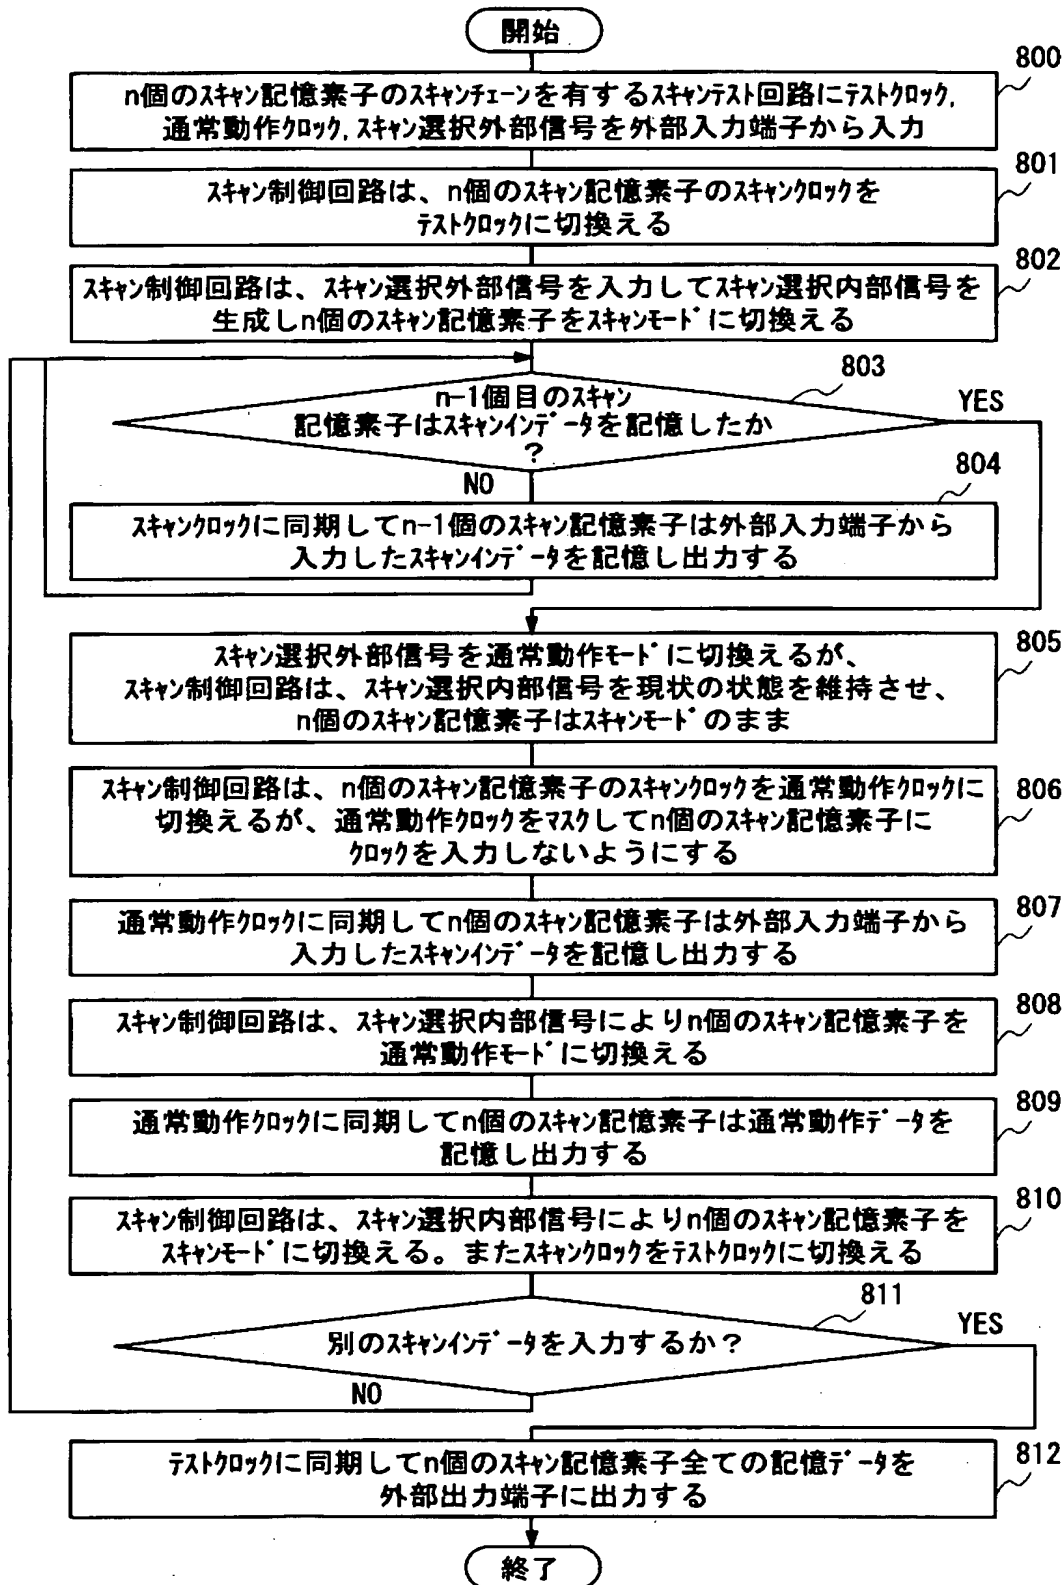 開始
800
n個のｽｷｬﾝ記憶素子のｽｷｬﾝﾁｪｰﾝを有するｽｷｬﾝﾃｽﾄ回路にﾃｽﾄｸﾛｯｸ,
通常動作ｸﾛｯｸ,ｽｷｬﾝ選択外部信号を外部入力端子から入力
801
ｽｷｬﾝ制御回路は、n個のｽｷｬﾝ記憶素子のｽｷｬﾝｸﾛｯｸを
ﾃｽﾄｸﾛｯｸに切換える
802
ｽｷｬﾝ制御回路は、ｽｷｬﾝ選択外部信号を入力してｽｷｬﾝ選択内部信号を
生成しn個のｽｷｬﾝ記憶素子をｽｷｬﾝﾓｰﾄﾞに切換える
803
n-1個目のｽｷｬﾝ
記憶素子はｽｷｬﾝｲﾝﾃﾞｰﾀを記憶したか
?
YES
NO
804
ｽｷｬﾝｸﾛｯｸに同期してn-1個のｽｷｬﾝ記憶素子は外部入力端子から
入力したｽｷｬﾝｲﾝﾃﾞｰﾀを記憶し出力する
805
ｽｷｬﾝ選択外部信号を通常動作ﾓｰﾄﾞに切換えるが、
ｽｷｬﾝ制御回路は、ｽｷｬﾝ選択内部信号を現状の状態を維持させ、
n個のｽｷｬﾝ記憶素子はｽｷｬﾝﾓｰﾄﾞのまま
806
ｽｷｬﾝ制御回路は、n個のｽｷｬﾝ記憶素子のｽｷｬﾝｸﾛｯｸを通常動作ｸﾛｯｸに
切換えるが、通常動作ｸﾛｯｸをﾏｽｸしてn個のｽｷｬﾝ記憶素子に
ｸﾛｯｸを入力しないようにする
807
通常動作ｸﾛｯｸに同期してn個のｽｷｬﾝ記憶素子は外部入力端子から
入力したｽｷｬﾝｲﾝﾃﾞｰﾀを記憶し出力する
808
ｽｷｬﾝ制御回路は、ｽｷｬﾝ選択内部信号によりn個のｽｷｬﾝ記憶素子を
通常動作ﾓｰﾄﾞに切換える
809
通常動作ｸﾛｯｸに同期してn個のｽｷｬﾝ記憶素子は通常動作ﾃﾞｰﾀを
記憶し出力する
810
ｽｷｬﾝ制御回路は、ｽｷｬﾝ選択内部信号によりn個のｽｷｬﾝ記憶素子を
ｽｷｬﾝﾓｰﾄﾞに切換える。またｽｷｬﾝｸﾛｯｸをﾃｽﾄｸﾛｯｸに切換える
811
別のｽｷｬﾝｲﾝﾃﾞｰﾀを入力するか?
YES
NO
812
ﾃｽﾄｸﾛｯｸに同期してn個のｽｷｬﾝ記憶素子全ての記憶ﾃﾞｰﾀを
外部出力端子に出力する
終了